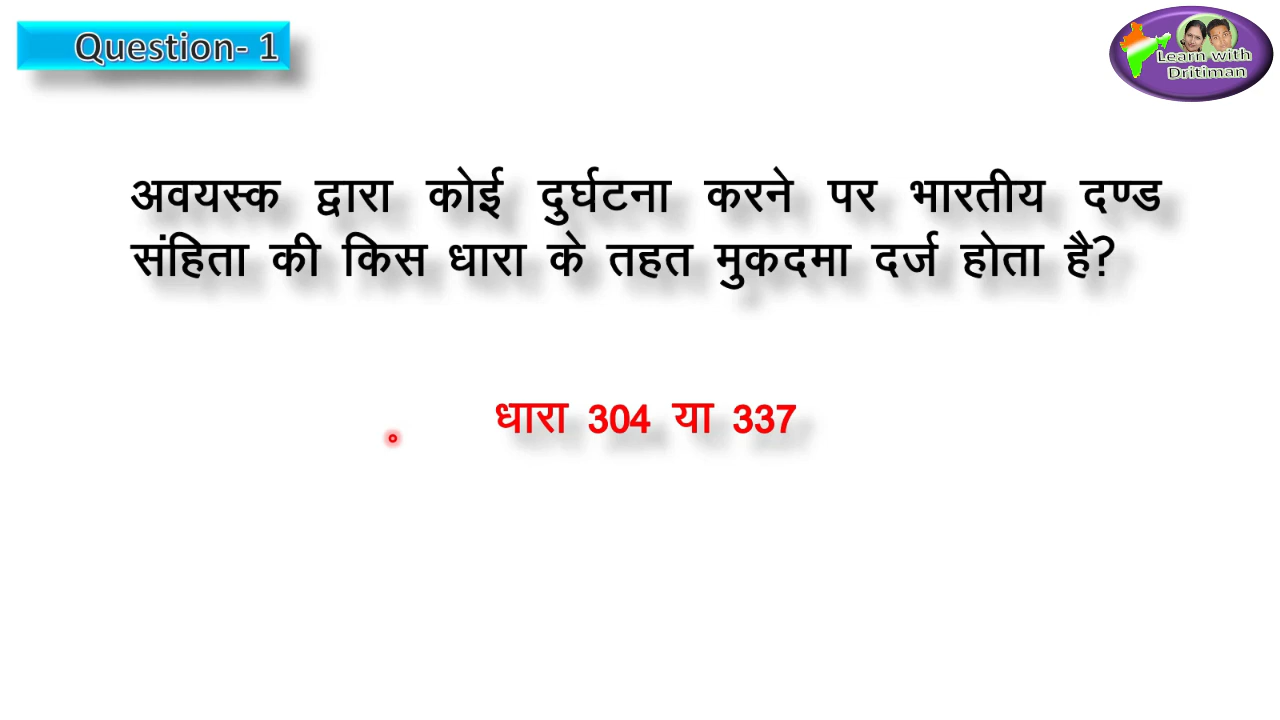 Question- 1
Learn with
Dritiman
अवयस्क द्वारा कोई दुर्घटना करने पर भारतीय दण्ड
संहिता की किस धारा के तहत मुकदमा दर्ज होता है?
धारा 304 या 337